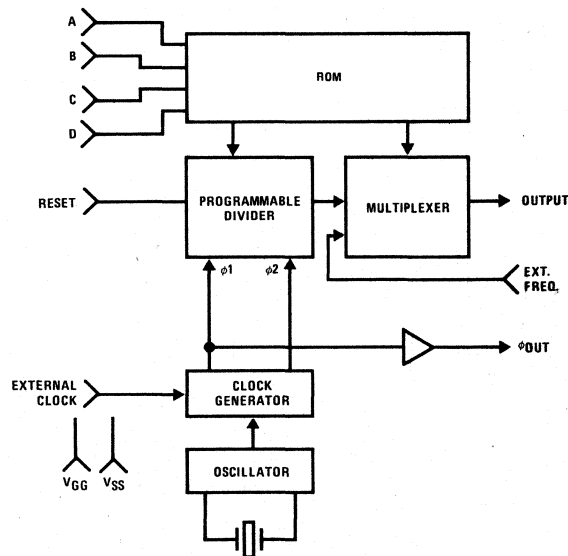 A
B
C
D
ROM
RESET
PROGRAMMABLE
DIVIDER
MULTIPLEXER
OUTPUT
ϕ1
ϕ2
EXT.
FREQ.
ϕOUT
EXTERNAL
CLOCK
CLOCK
GENERATOR
VGG
VSS
OSCILLATOR